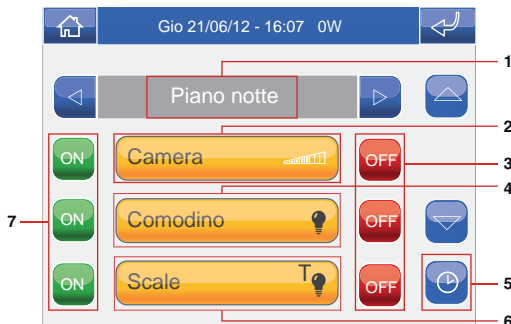 Gio 21/06/12 - 16:07 0W
1
Piano notte
2
ON Camera OFF
3
4
7
ON Comodino OFF
5
ON Scale T OFF
6